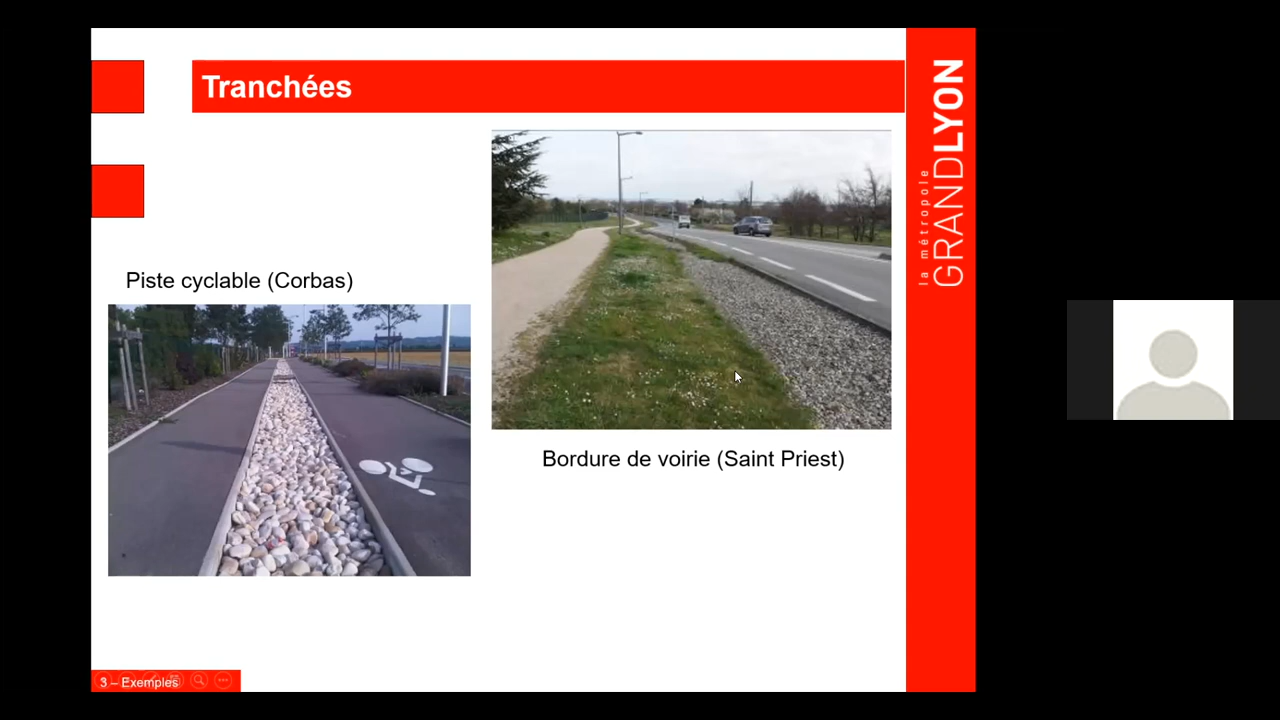 Tranchées
Piste cyclable (Corbas)
Bordure de voirie (Saint Priest)
3 – Exemples
la métropole
GRANDLYON